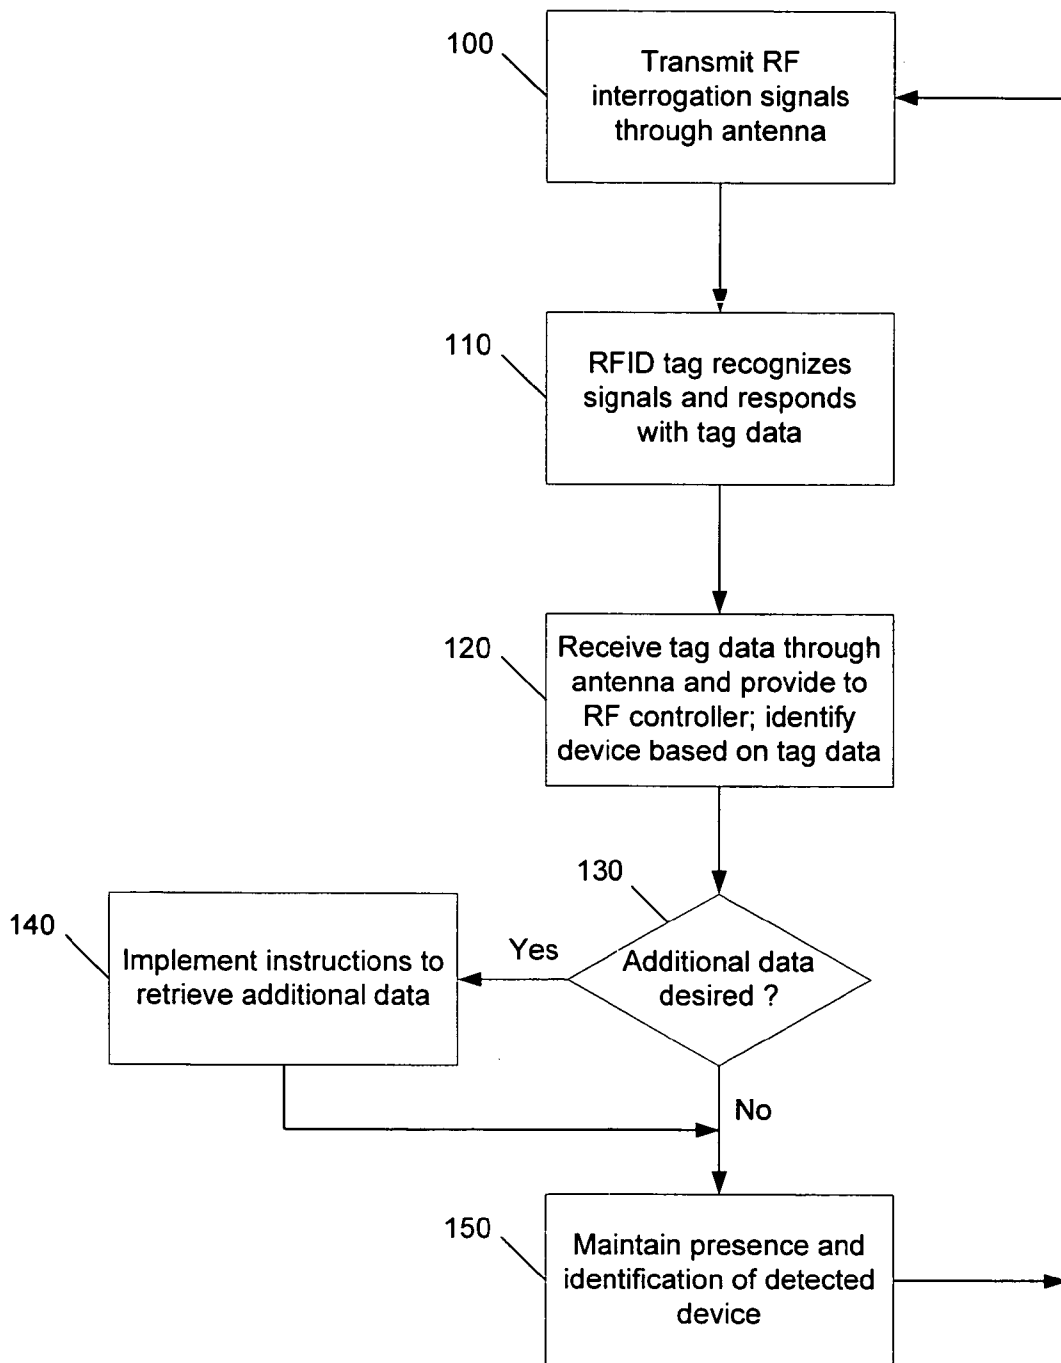 100
Transmit RF
interrogation signals
through antenna
110
RFID tag recognizes
signals and responds
with tag data
120
Receive tag data through
antenna and provide to
RF controller; identify
device based on tag data
130
Additional data
desired ?
Yes
140
Implement instructions to
retrieve additional data
No
150
Maintain presence and
identification of detected
device